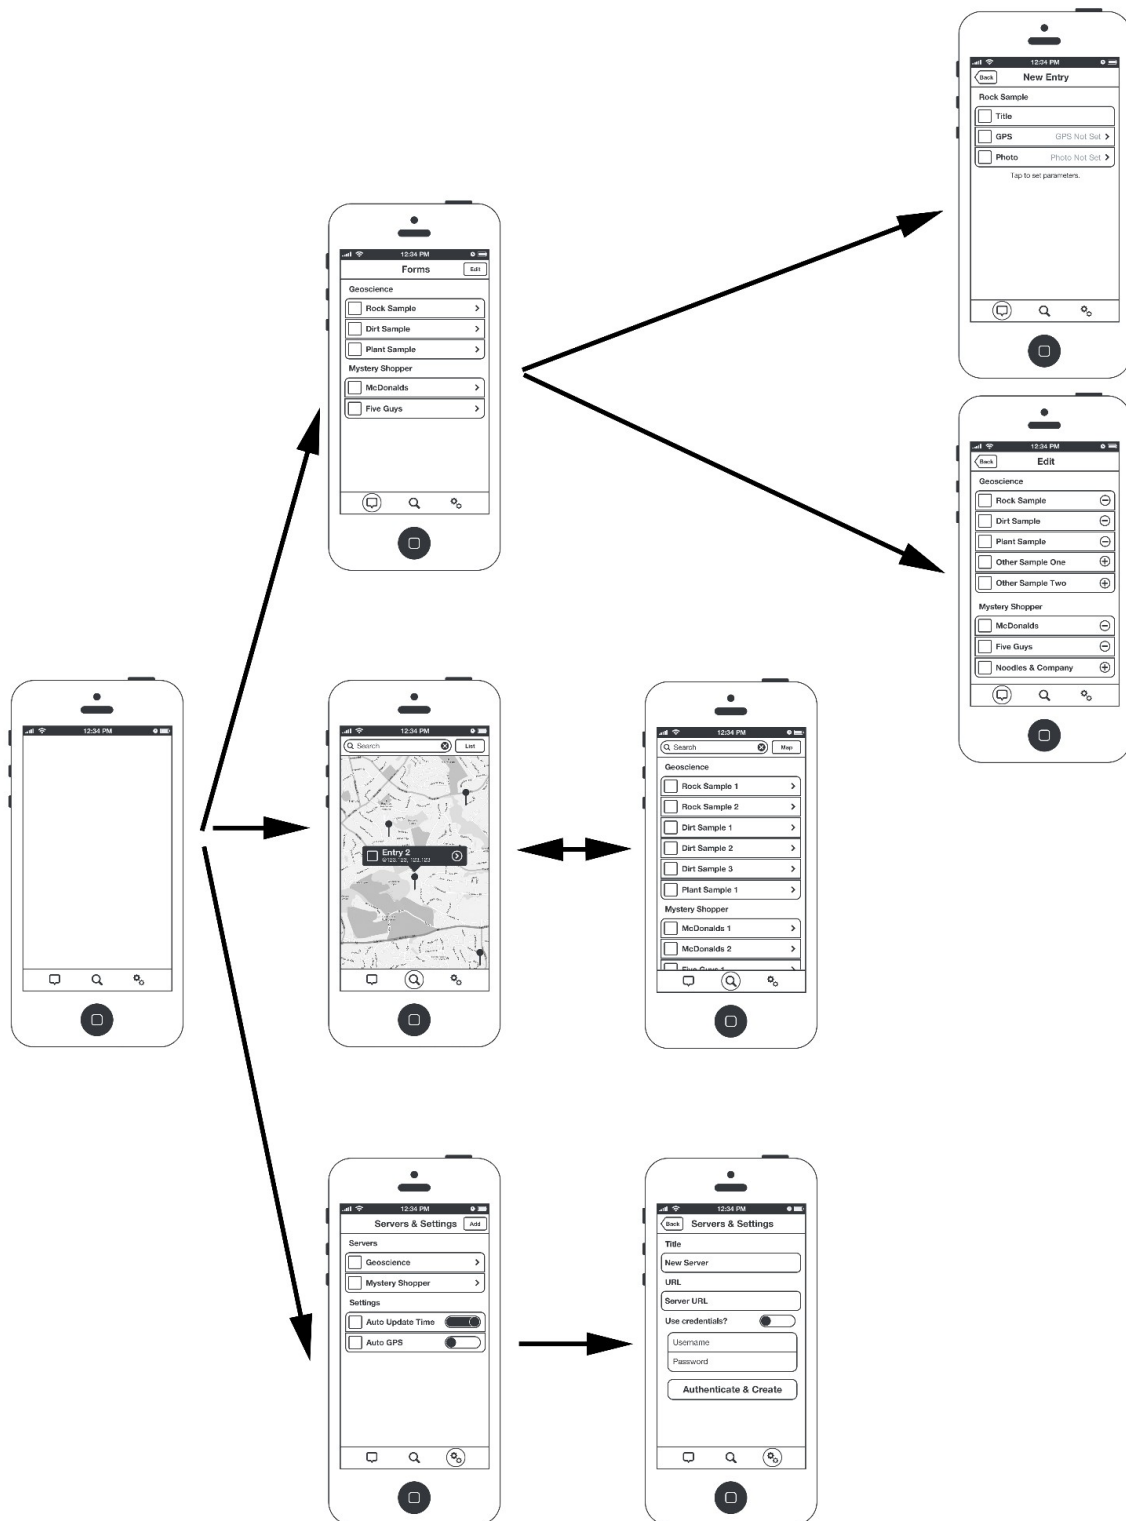 12:34 PM
Back New Entry
Rock Sample
Title
GPS GPS Not Set
Photo Photo Not Set
Tap to set parameters.
12:34 PM
Forms Edit
Geoscience
Rock Sample
Dirt Sample
Plant Sample
Mystery Shopper
McDonalds
Five Guys
12:34 PM
Back Edit
Geoscience
Rock Sample
Dirt Sample
Plant Sample
Other Sample One
Other Sample Two
Mystery Shopper
McDonalds
Five Guys
Noodles & Company
12:34 PM
12:34 PM
Search List
Entry 2
@123.123, 123.123
12:34 PM
Search Map
Geoscience
Rock Sample 1
Rock Sample 2
Dirt Sample 1
Dirt Sample 2
Dirt Sample 3
Plant Sample 1
Mystery Shopper
McDonalds 1
McDonalds 2
Five Guys 1
12:34 PM
Servers & Settings Add
Servers
Geoscience
Mystery Shopper
Settings
Auto Update Time
Auto GPS
12:34 PM
Back Servers & Settings
Title
New Server
URL
Server URL
Use credentials?
Username
Password
Authenticate & Create